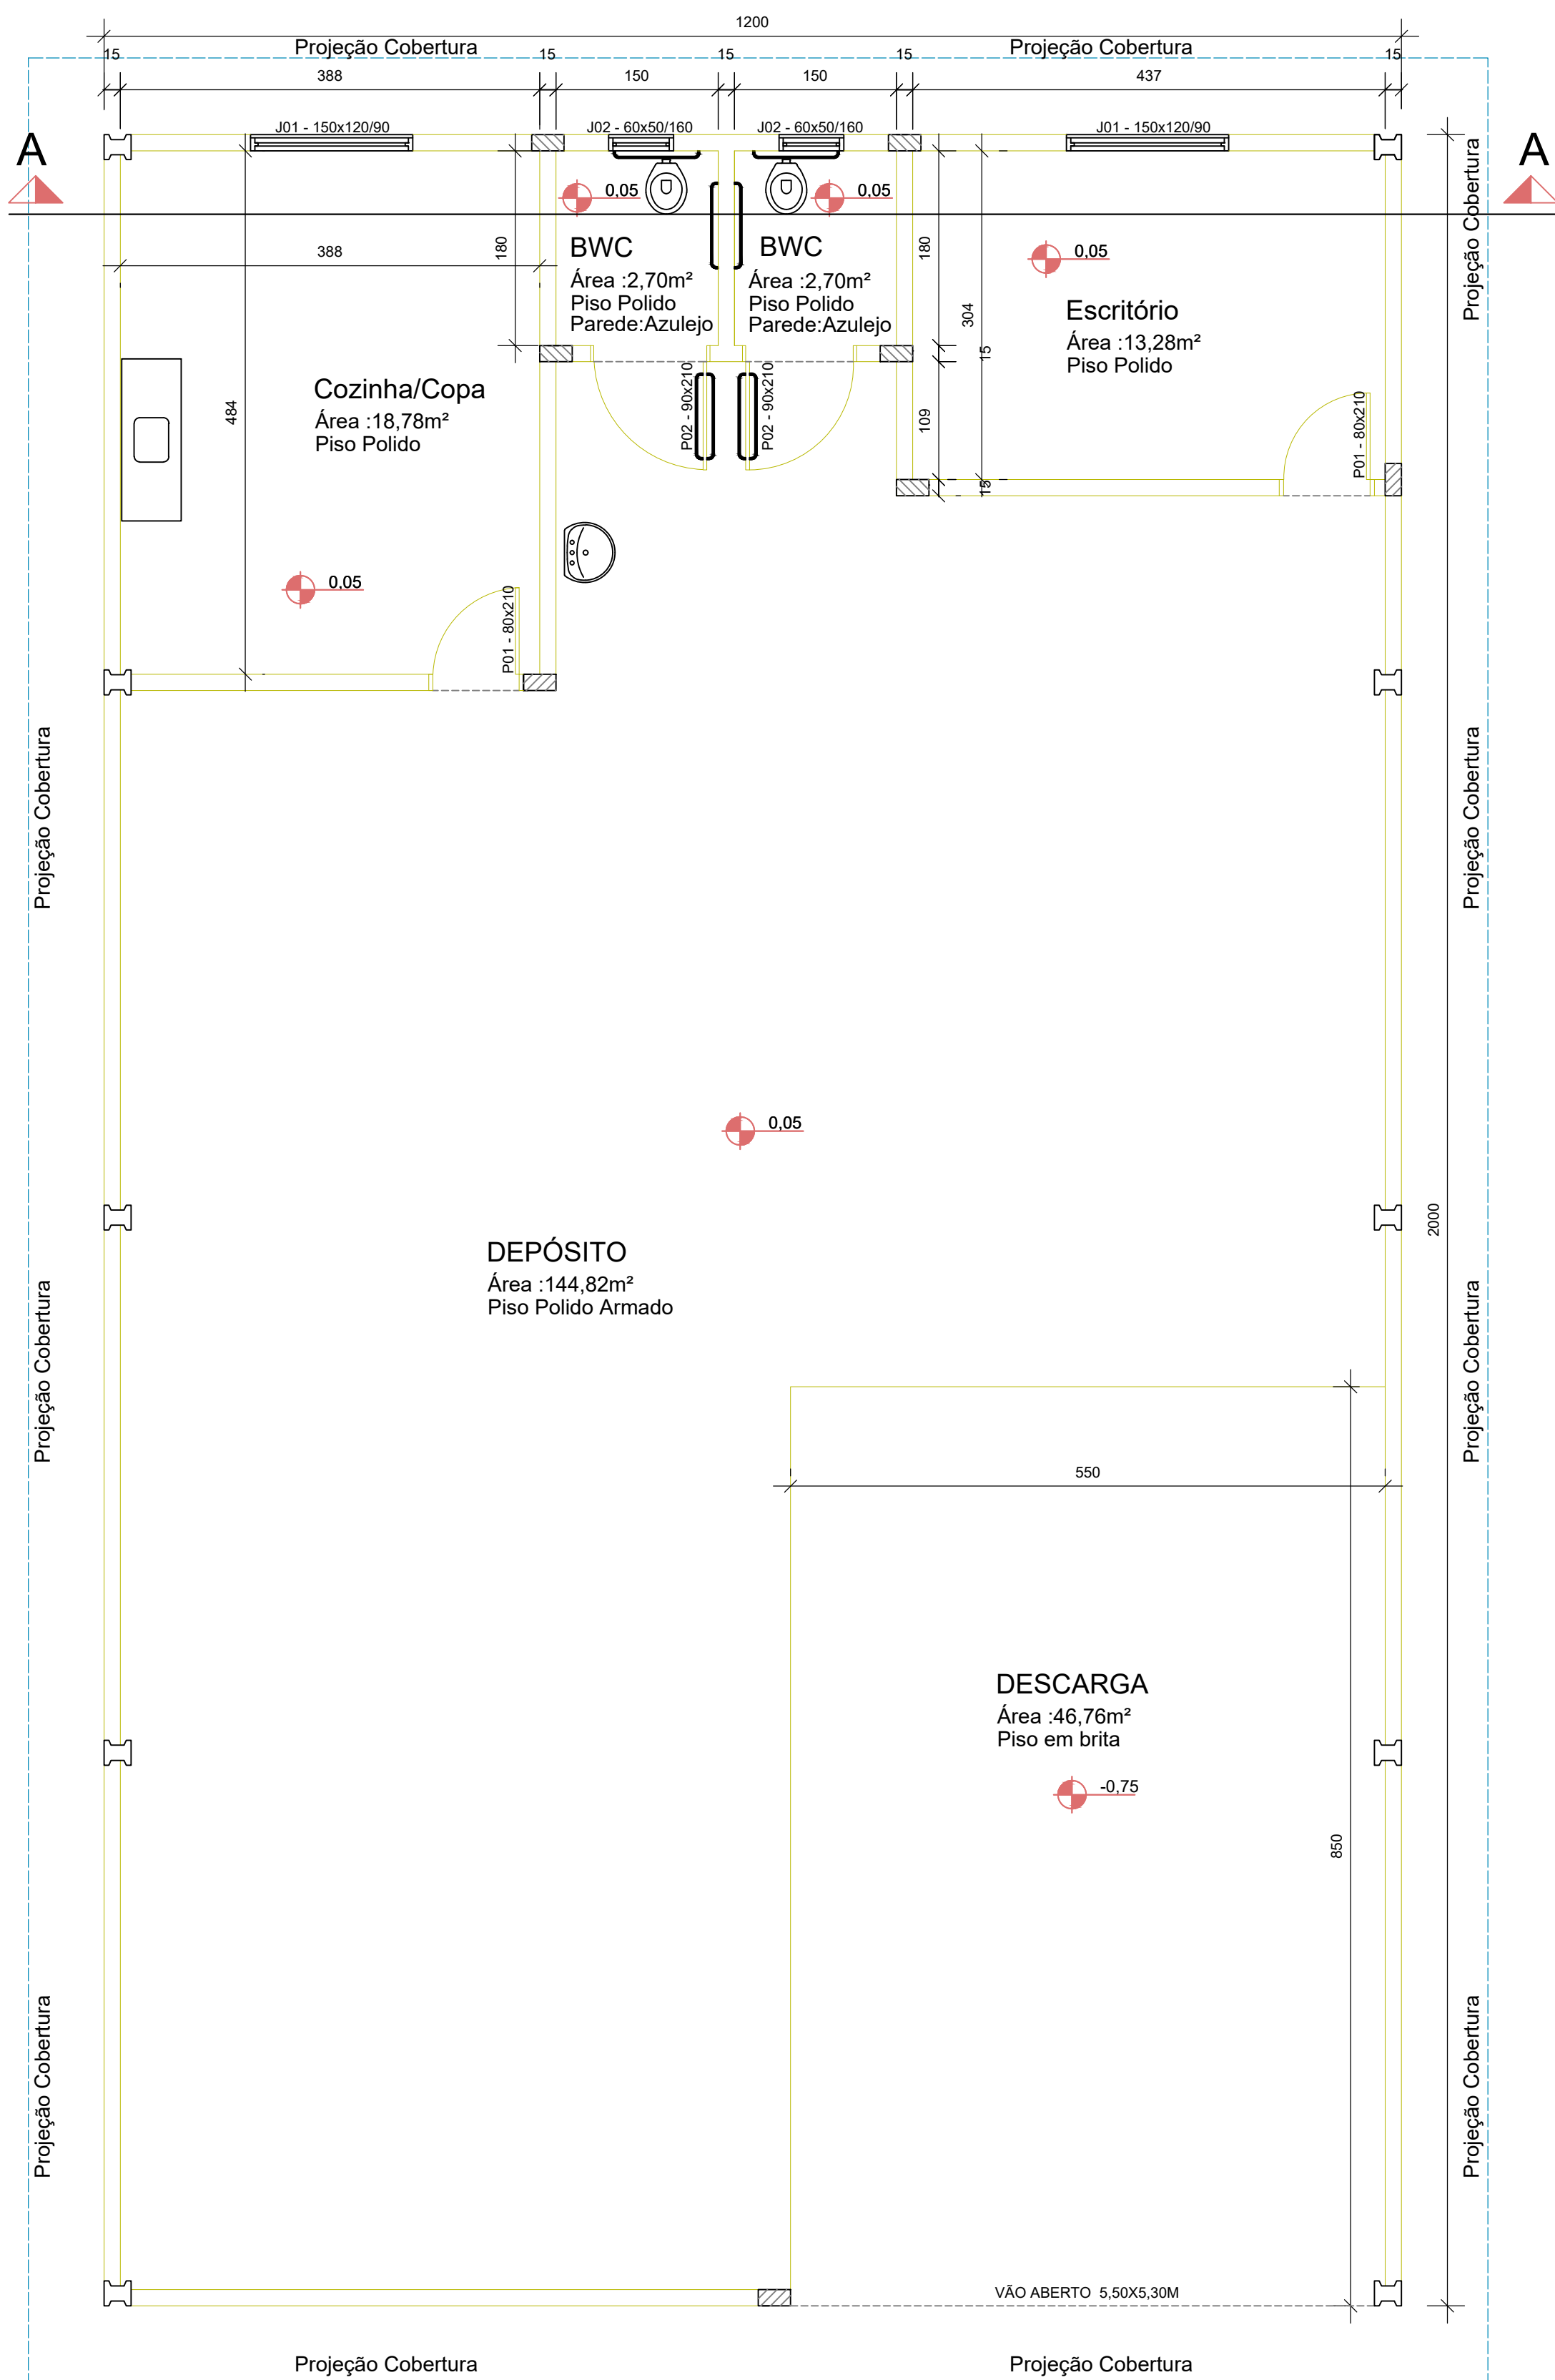 1200
Projeção Cobertura
Projeção Cobertura
15
15
15
15
15
388
150
150
437
J01 - 150x120/90
J02 - 60x50/160
J02 - 60x50/160
J01 - 150x120/90
A
A
0,05
0,05
Projeção Cobertura
388
180
BWC
Área :2,70m²
Piso Polido
Parede:Azulejo
BWC
Área :2,70m²
Piso Polido
Parede:Azulejo
180
0,05
304
15
Escritório
Área :13,28m²
Piso Polido
Cozinha/Copa
Área :18,78m²
Piso Polido
484
P02 - 90x210
P02 - 90x210
109
P01 - 80x210
15
0,05
P01 - 80x210
Projeção Cobertura
Projeção Cobertura
0,05
2000
DEPÓSITO
Área :144,82m²
Piso Polido Armado
Projeção Cobertura
Projeção Cobertura
550
DESCARGA
Área :46,76m²
Piso em brita
-0,75
850
Projeção Cobertura
Projeção Cobertura
VÃO ABERTO  5,50X5,30M
Projeção Cobertura
Projeção Cobertura